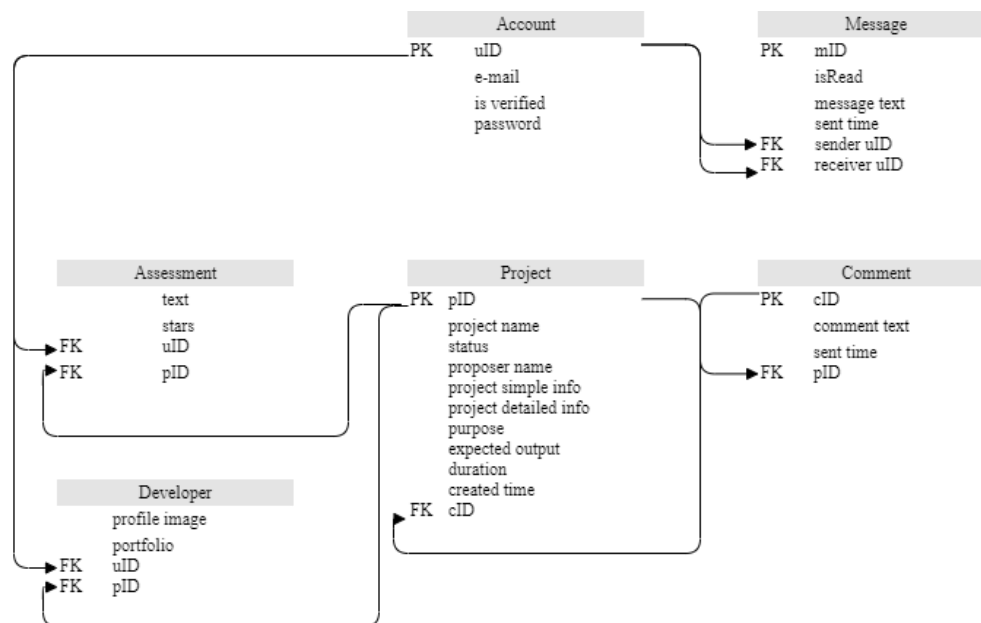 Account
PK uID
e-mail
is verified
password
Message
PK mID
isRead
message text
sent time
FK sender uID
FK receiver uID
Assessment
text
stars
FK uID
FK pID
Project
PK pID
project name
status
proposer name
project simple info
project detailed info
purpose
expected output
duration
created time
FK cID
Comment
PK cID
comment text
sent time
FK pID
Developer
profile image
portfolio
FK uID
FK pID